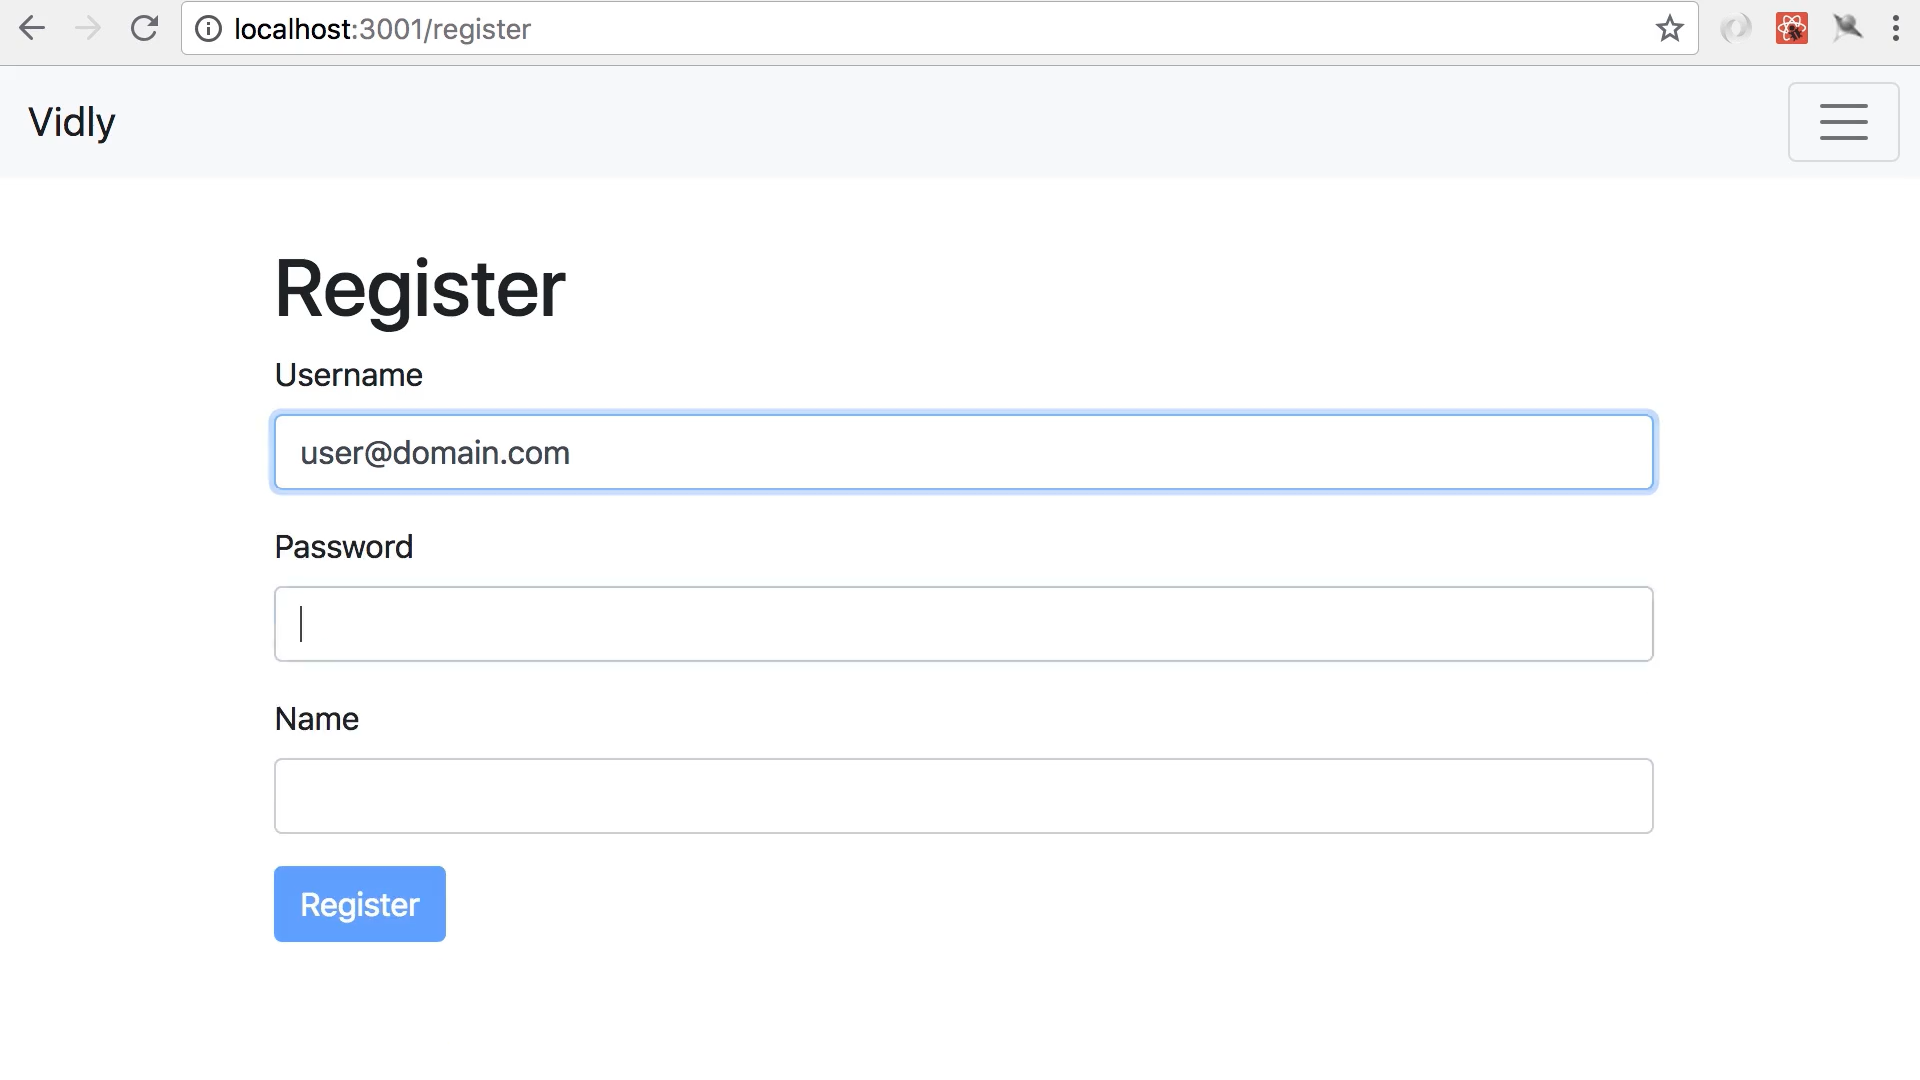 localhost:3001/register
Vidly
Register
Username
user@domain.com
Password
Name
Register